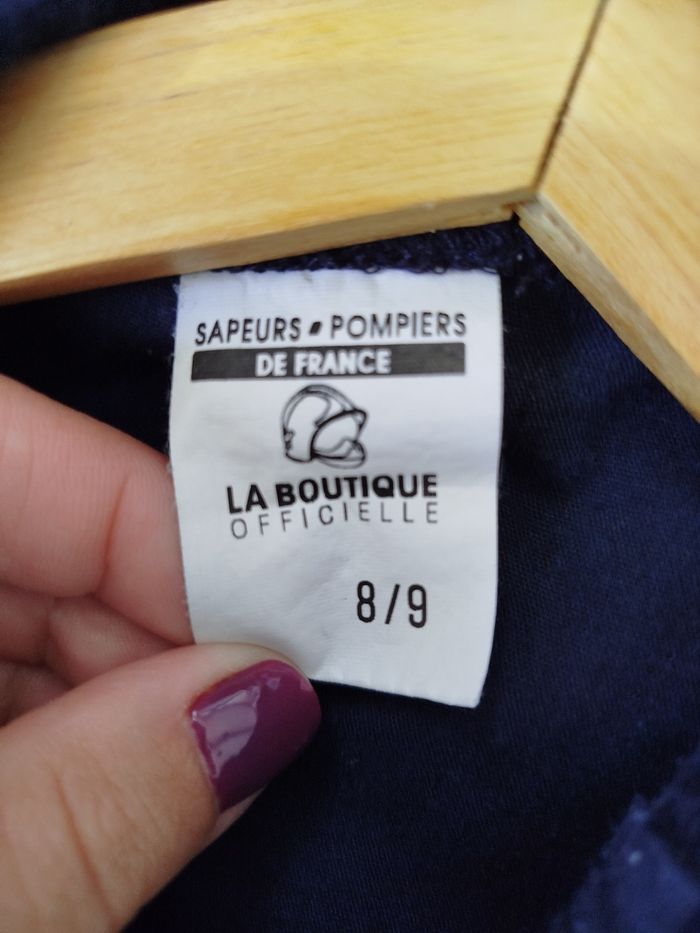 SAPEURS-POMPIERS
DE FRANCE
LA BOUTIQUE
OFFICIELLE
8/9